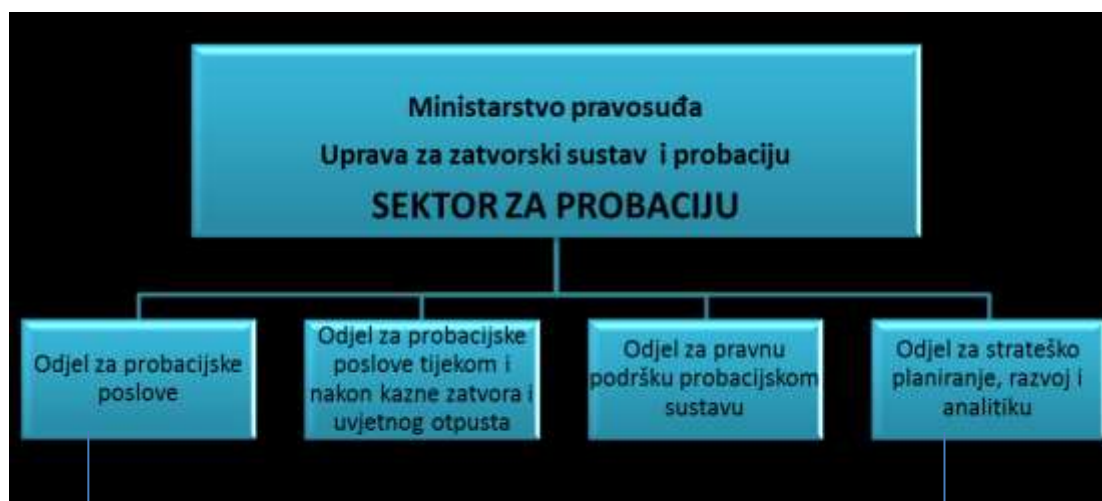 Ministarstvo pravosuđa
Uprava za zatvorski sustav i probaciju
SEKTOR ZA PROBACIJU
Odjel za probacijske
poslove
Odjel za probacijske
poslove tijekom i
nakon kazne zatvora i
uvjetnog otpusta
Odjel za pravnu
podršku probacijskom
sustavu
Odjel za strateško
planiranje, razvoj i
analitiku